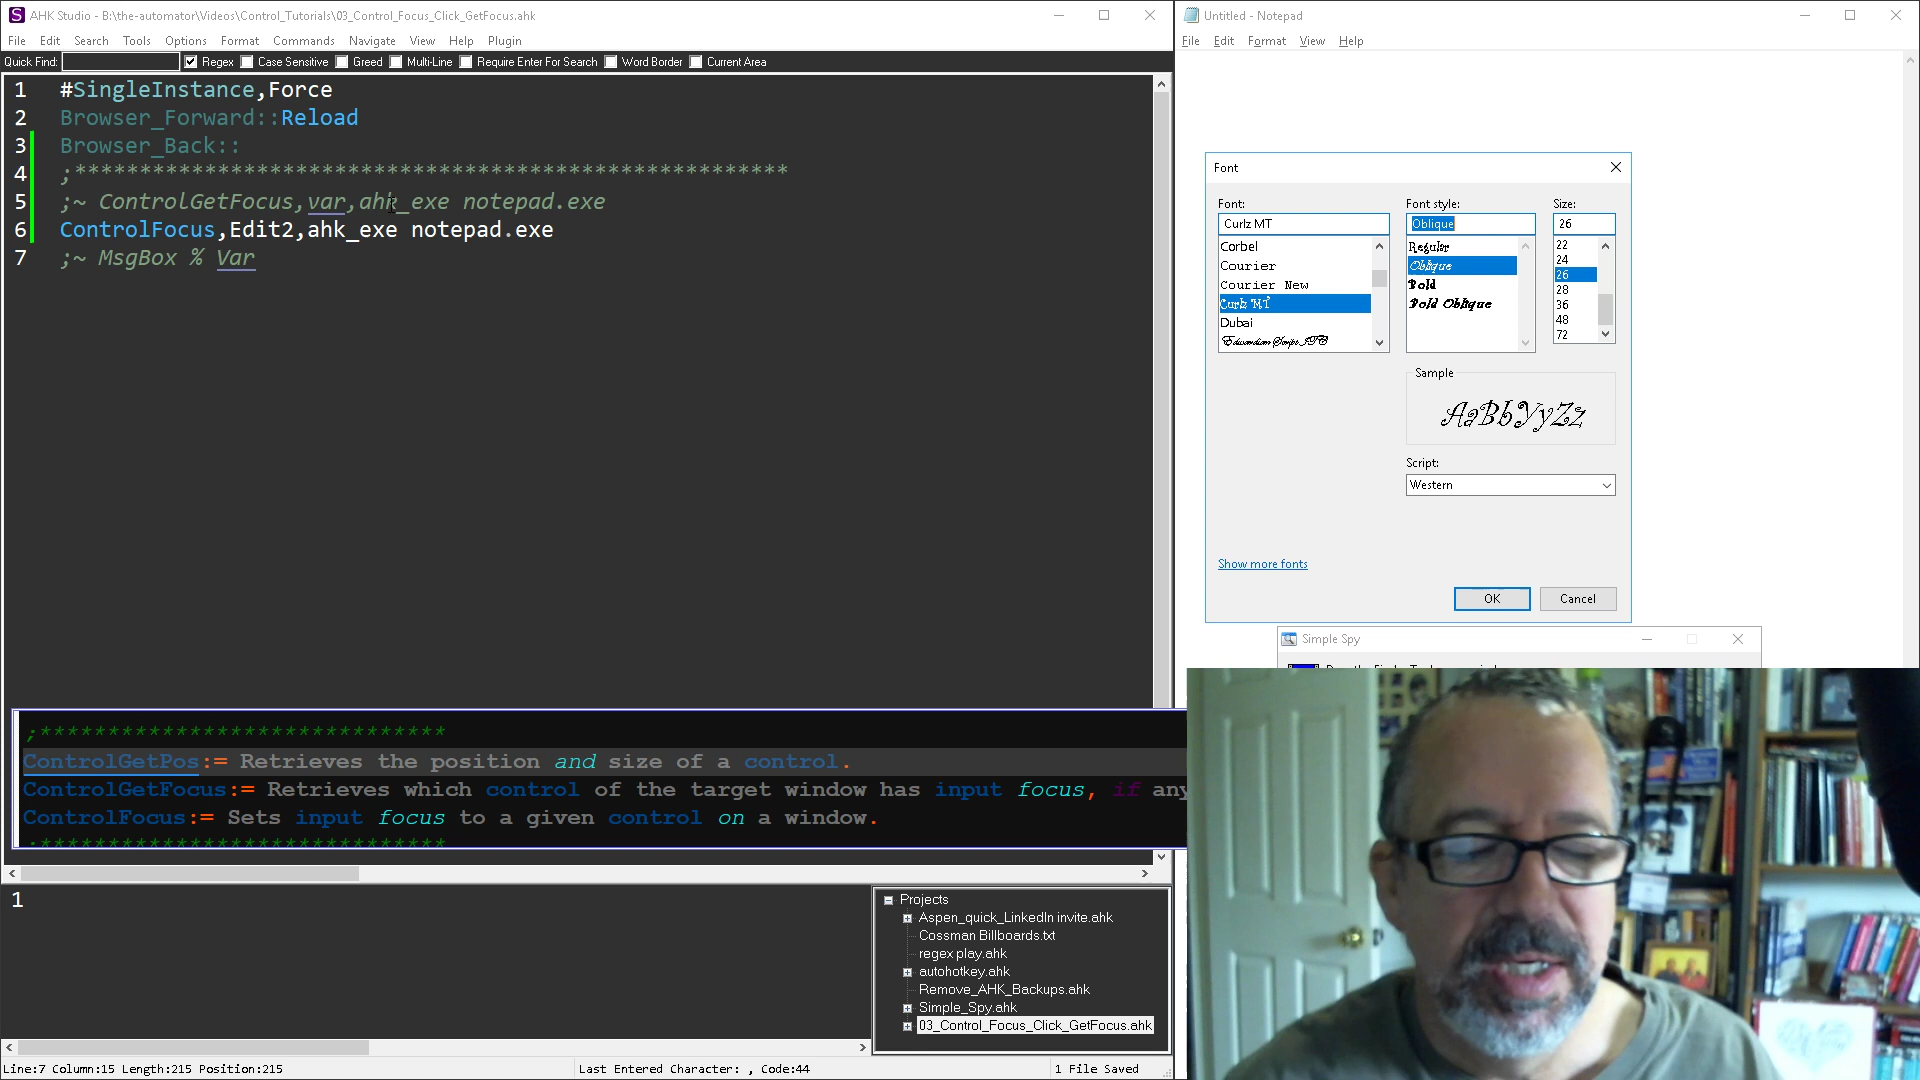 AHK Studio - B:\the-automator\Videos\Control_Tutorials\03_Control_Focus_Click_GetFocus.ahk
File Edit Search Tools Options Format Commands Navigate View Help Plugin
Quick Find: Regex Case Sensitive Greed Multi-Line Require Enter For Search Word Border Current Area
1 #SingleInstance,Force
2 Browser_Forward::Reload
3 Browser_Back::
4 ;*******************************************************
5 ;~ ControlGetFocus,var,ahk_exe notepad.exe
6 ControlFocus,Edit2,ahk_exe notepad.exe
7 ;~ MsgBox % Var
;*******************************
ControlGetPos:= Retrieves the position and size of a control.
ControlGetFocus:= Retrieves which control of the target window has input focus, if any
ControlFocus:= Sets input focus to a given control on a window.
1
Projects
Aspen_quick_LinkedIn invite.ahk
Cossman Billboards.txt
regex play.ahk
autohotkey.ahk
Remove_AHK_Backups.ahk
Simple_Spy.ahk
03_Control_Focus_Click_GetFocus.ahk
Line:7 Column:15 Length:215 Position:215
Last Entered Character: , Code:44
1 File Saved
Untitled - Notepad
File Edit Format View Help
Font
Font: Font style: Size:
Curlz MT Oblique 26
Corbel
Courier
Courier New
Curlz MT
Dubai
Edwardian Script ITC
Regular
Oblique
Bold
Bold Oblique
22
24
26
28
36
48
72
Sample
AaBbYyZz
Script:
Western
Show more fonts
OK Cancel
Simple Spy